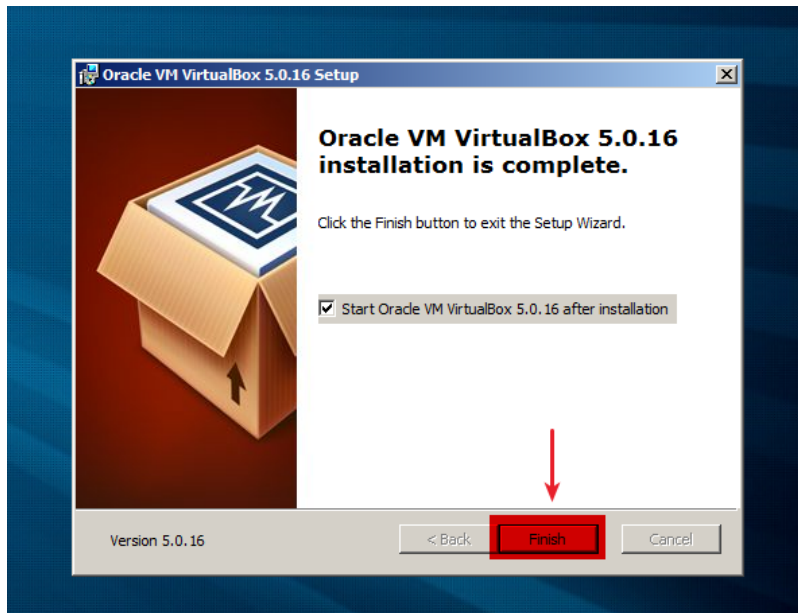 Oracle VM VirtualBox 5.0.16 Setup
Oracle VM VirtualBox 5.0.16
installation is complete.
Click the Finish button to exit the Setup Wizard.
Start Oracle VM VirtualBox 5.0.16 after installation
Version 5.0.16
< Back
Finish
Cancel